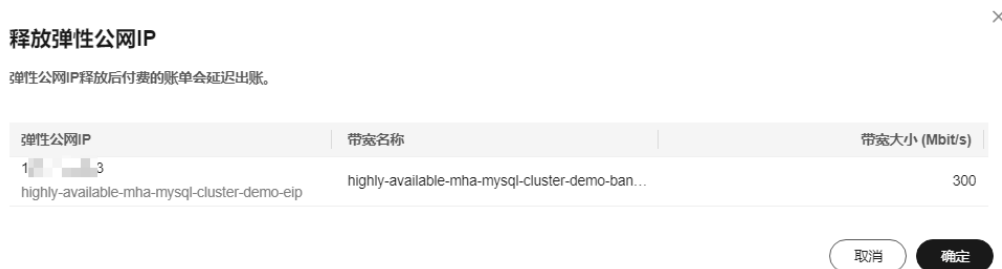 释放弹性公网IP
弹性公网IP释放后付费的账单会延迟出账。
弹性公网IP 带宽名称 带宽大小 (Mbit/s)
highly-available-mha-mysql-cluster-demo-eip
highly-available-mha-mysql-cluster-demo-ban... 300
取消 确定